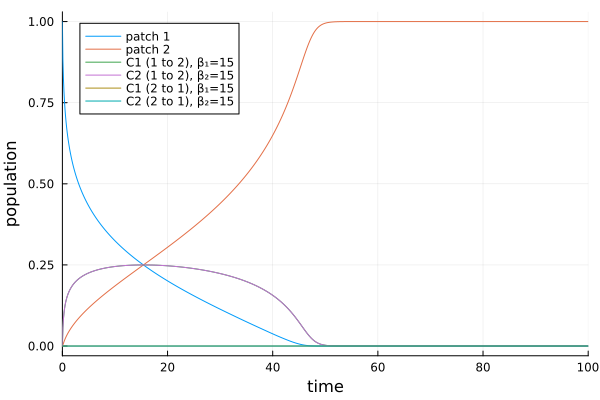 1.00
0.75
0.50
0.25
0.00
population
patch 1
patch 2
C1 (1 to 2), β₁=15
C2 (1 to 2), β₂=15
C1 (2 to 1), β₁=15
C2 (2 to 1), β₂=15
0 20 40 60 80 100
time